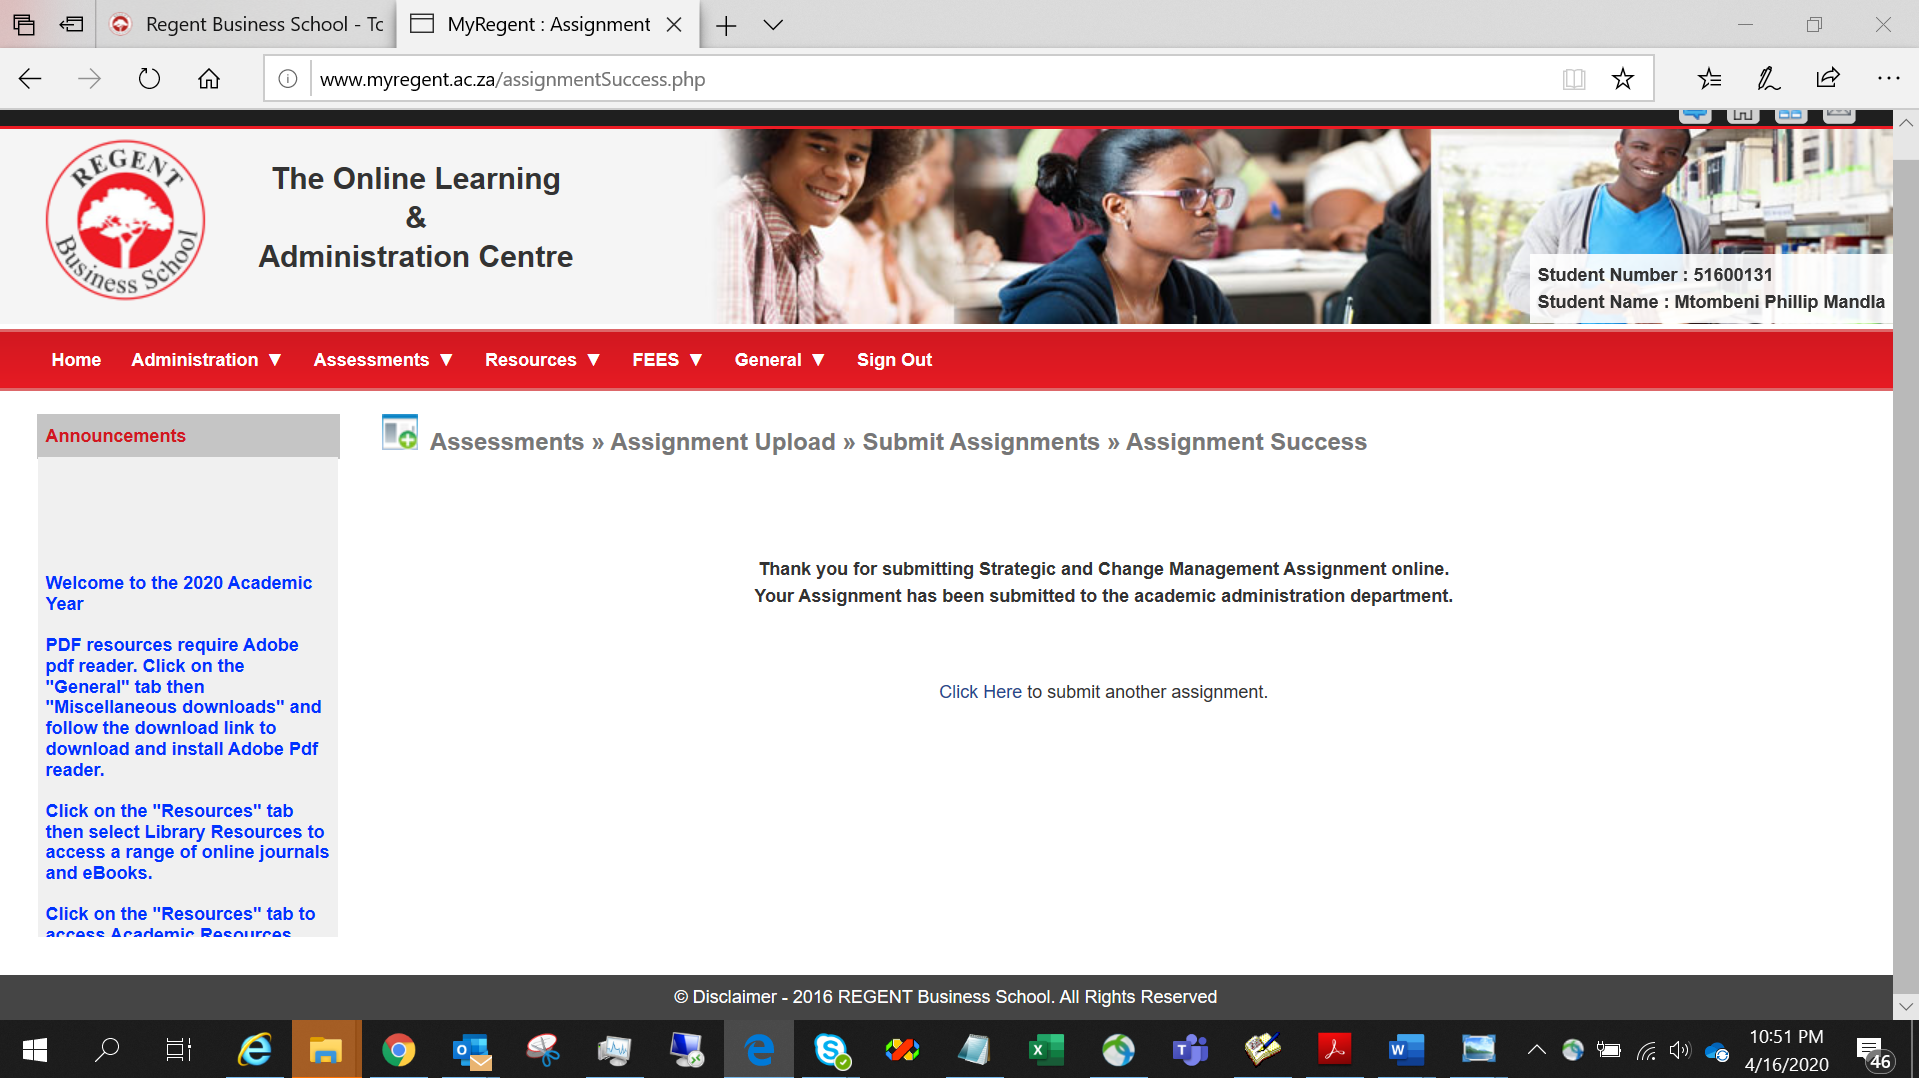 Regent Business School - Tc
MyRegent : Assignment
www.myregent.ac.za/assignmentSuccess.php
REGENT
Business School
The Online Learning
&
Administration Centre
Student Number : 51600131
Student Name : Mtombeni Phillip Mandla
Home Administration ▼ Assessments ▼ Resources ▼ FEES ▼ General ▼ Sign Out
Announcements
Assessments » Assignment Upload » Submit Assignments » Assignment Success
Thank you for submitting Strategic and Change Management Assignment online.
Your Assignment has been submitted to the academic administration department.
Click Here to submit another assignment.
Welcome to the 2020 Academic
Year
PDF resources require Adobe
pdf reader. Click on the
"General" tab then
"Miscellaneous downloads" and
follow the download link to
download and install Adobe Pdf
reader.
Click on the "Resources" tab
then select Library Resources to
access a range of online journals
and eBooks.
Click on the "Resources" tab to
access Academic Resources
© Disclaimer - 2016 REGENT Business School. All Rights Reserved
10:51 PM
4/16/2020
46